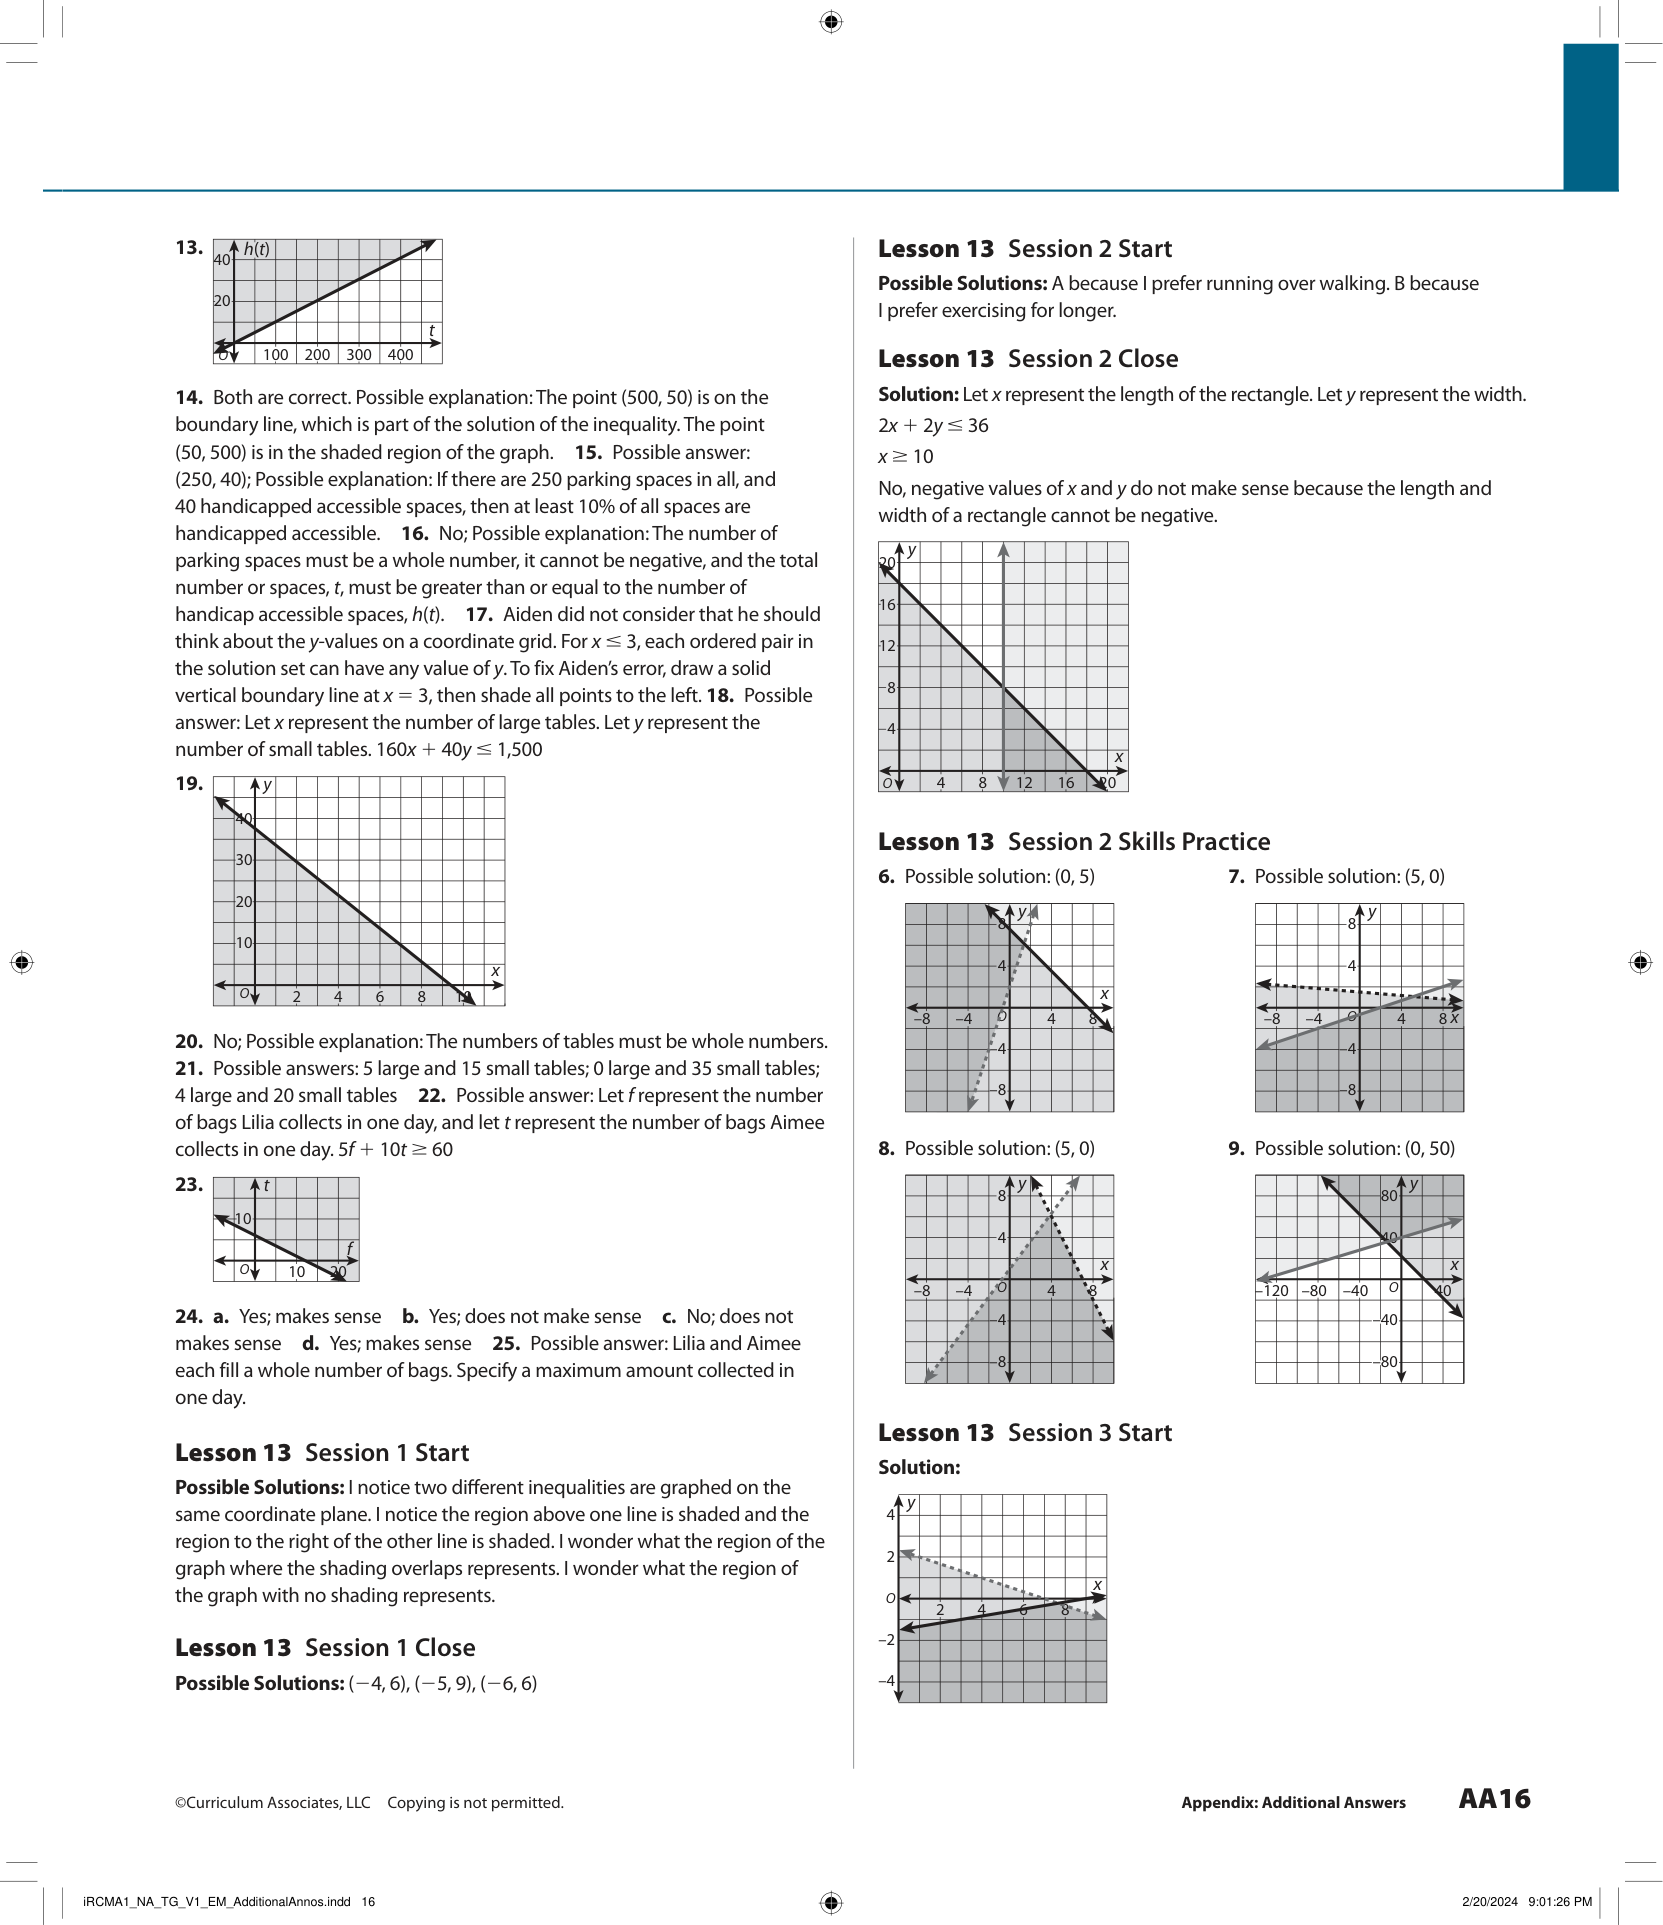 13.
h(t)
40
20
t
O
100 200 300 400
14. Both are correct. Possible explanation: The point (500, 50) is on the
boundary line, which is part of the solution of the inequality. The point
(50, 500) is in the shaded region of the graph. 15. Possible answer:
(250, 40); Possible explanation: If there are 250 parking spaces in all, and
40 handicapped accessible spaces, then at least 10% of all spaces are
handicapped accessible. 16. No; Possible explanation: The number of
parking spaces must be a whole number, it cannot be negative, and the total
number or spaces, t, must be greater than or equal to the number of
handicap accessible spaces, h(t). 17. Aiden did not consider that he should
think about the y-values on a coordinate grid. For x ≤ 3, each ordered pair in
the solution set can have any value of y. To fix Aiden’s error, draw a solid
vertical boundary line at x = 3, then shade all points to the left. 18. Possible
answer: Let x represent the number of large tables. Let y represent the
number of small tables. 160x + 40y ≤ 1,500
19.
y
40
30
20
10
x
O
2 4 6 8 10
20. No; Possible explanation: The numbers of tables must be whole numbers.
21. Possible answers: 5 large and 15 small tables; 0 large and 35 small tables;
4 large and 20 small tables 22. Possible answer: Let f represent the number
of bags Lilia collects in one day, and let t represent the number of bags Aimee
collects in one day. 5f + 10t ≥ 60
23.
t
10
f
O
10 20
24. a. Yes; makes sense b. Yes; does not make sense c. No; does not
makes sense d. Yes; makes sense 25. Possible answer: Lilia and Aimee
each fill a whole number of bags. Specify a maximum amount collected in
one day.
Lesson 13 Session 1 Start
Possible Solutions: I notice two different inequalities are graphed on the
same coordinate plane. I notice the region above one line is shaded and the
region to the right of the other line is shaded. I wonder what the region of the
graph where the shading overlaps represents. I wonder what the region of
the graph with no shading represents.
Lesson 13 Session 1 Close
Possible Solutions: (−4, 6), (−5, 9), (−6, 6)
Lesson 13 Session 2 Start
Possible Solutions: A because I prefer running over walking. B because
I prefer exercising for longer.
Lesson 13 Session 2 Close
Solution: Let x represent the length of the rectangle. Let y represent the width.
2x + 2y ≤ 36
x ≥ 10
No, negative values of x and y do not make sense because the length and
width of a rectangle cannot be negative.
y
20
16
12
8
4
x
O
4 8 12 16 20
Lesson 13 Session 2 Skills Practice
6. Possible solution: (0, 5)
y
8
4
x
–8 –4 O 4 8
–4
–8
7. Possible solution: (5, 0)
y
8
4
–8 –4 O 4 8 x
–4
–8
8. Possible solution: (5, 0)
y
8
4
x
–8 –4 O 4 8
–4
–8
9. Possible solution: (0, 50)
80 y
40
x
–120 –80 –40 O 40
–40
–80
Lesson 13 Session 3 Start
Solution:
y
4
2
x
O
2 4 6 8
–2
–4
©Curriculum Associates, LLC Copying is not permitted.
Appendix: Additional Answers AA16
iRCMA1_NA_TG_V1_EM_AdditionalAnnos.indd 16
2/20/2024 9:01:26 PM